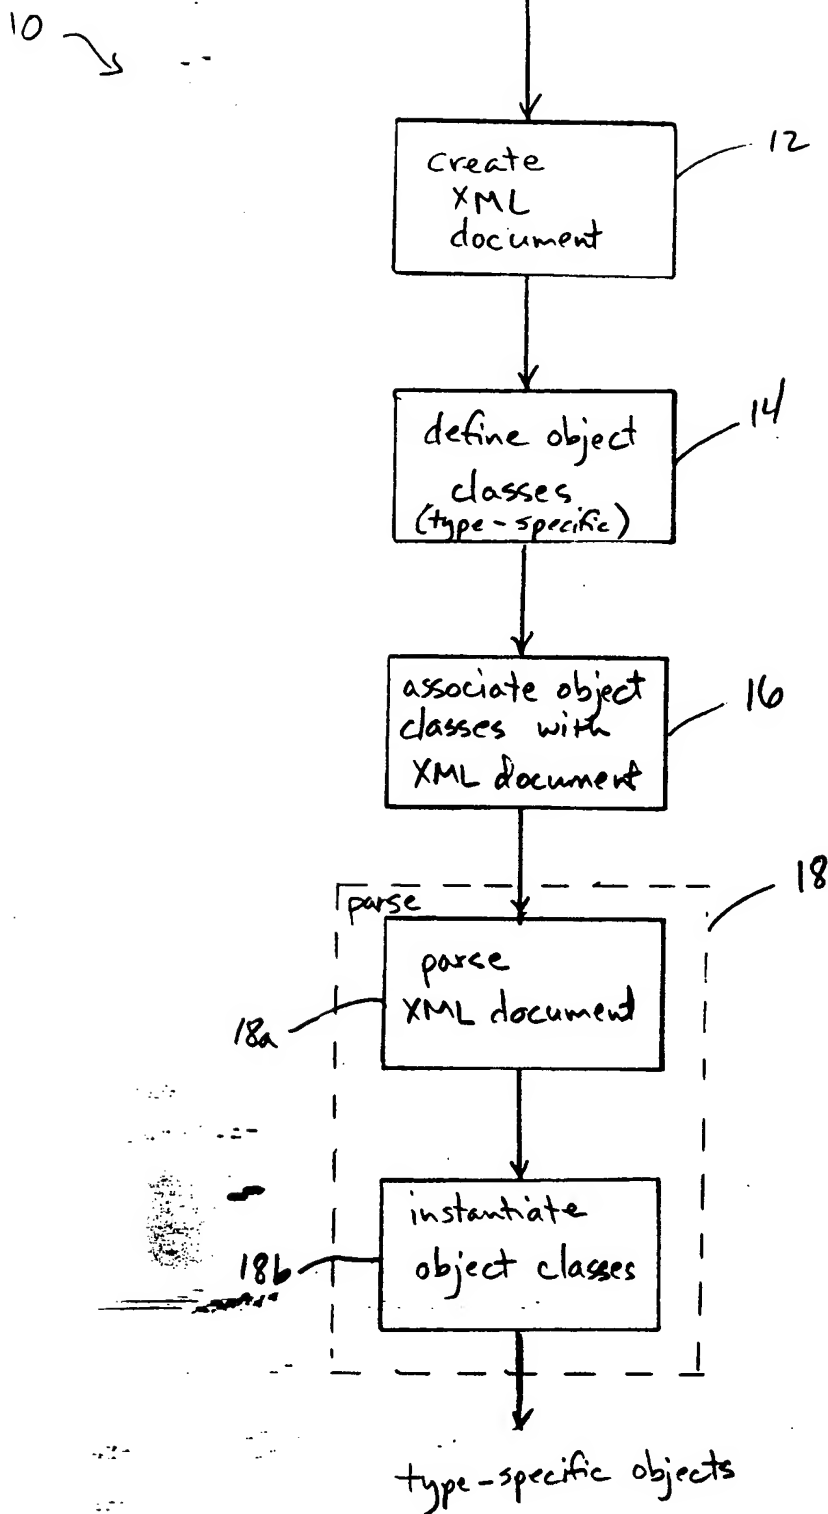 10
create
XML
document
12
define object
classes
(type-specific)
14
associate object
classes with
XML document
16
18
parse
parse
XML document
18a
instantiate
object classes
18b
type-specific objects